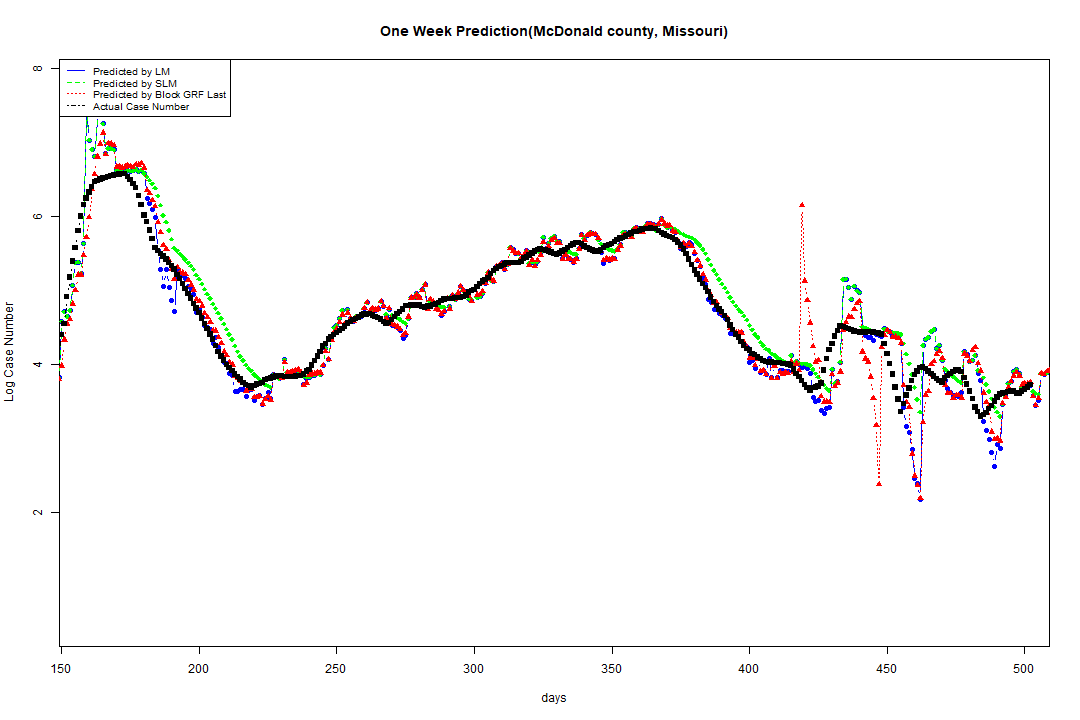 One Week Prediction(McDonald county, Missouri)
Predicted by LM
Predicted by SLM
Predicted by Block GRF Last
Actual Case Number
8
6
4
2
Log Case Number
150 200 250 300 350 400 450 500
days